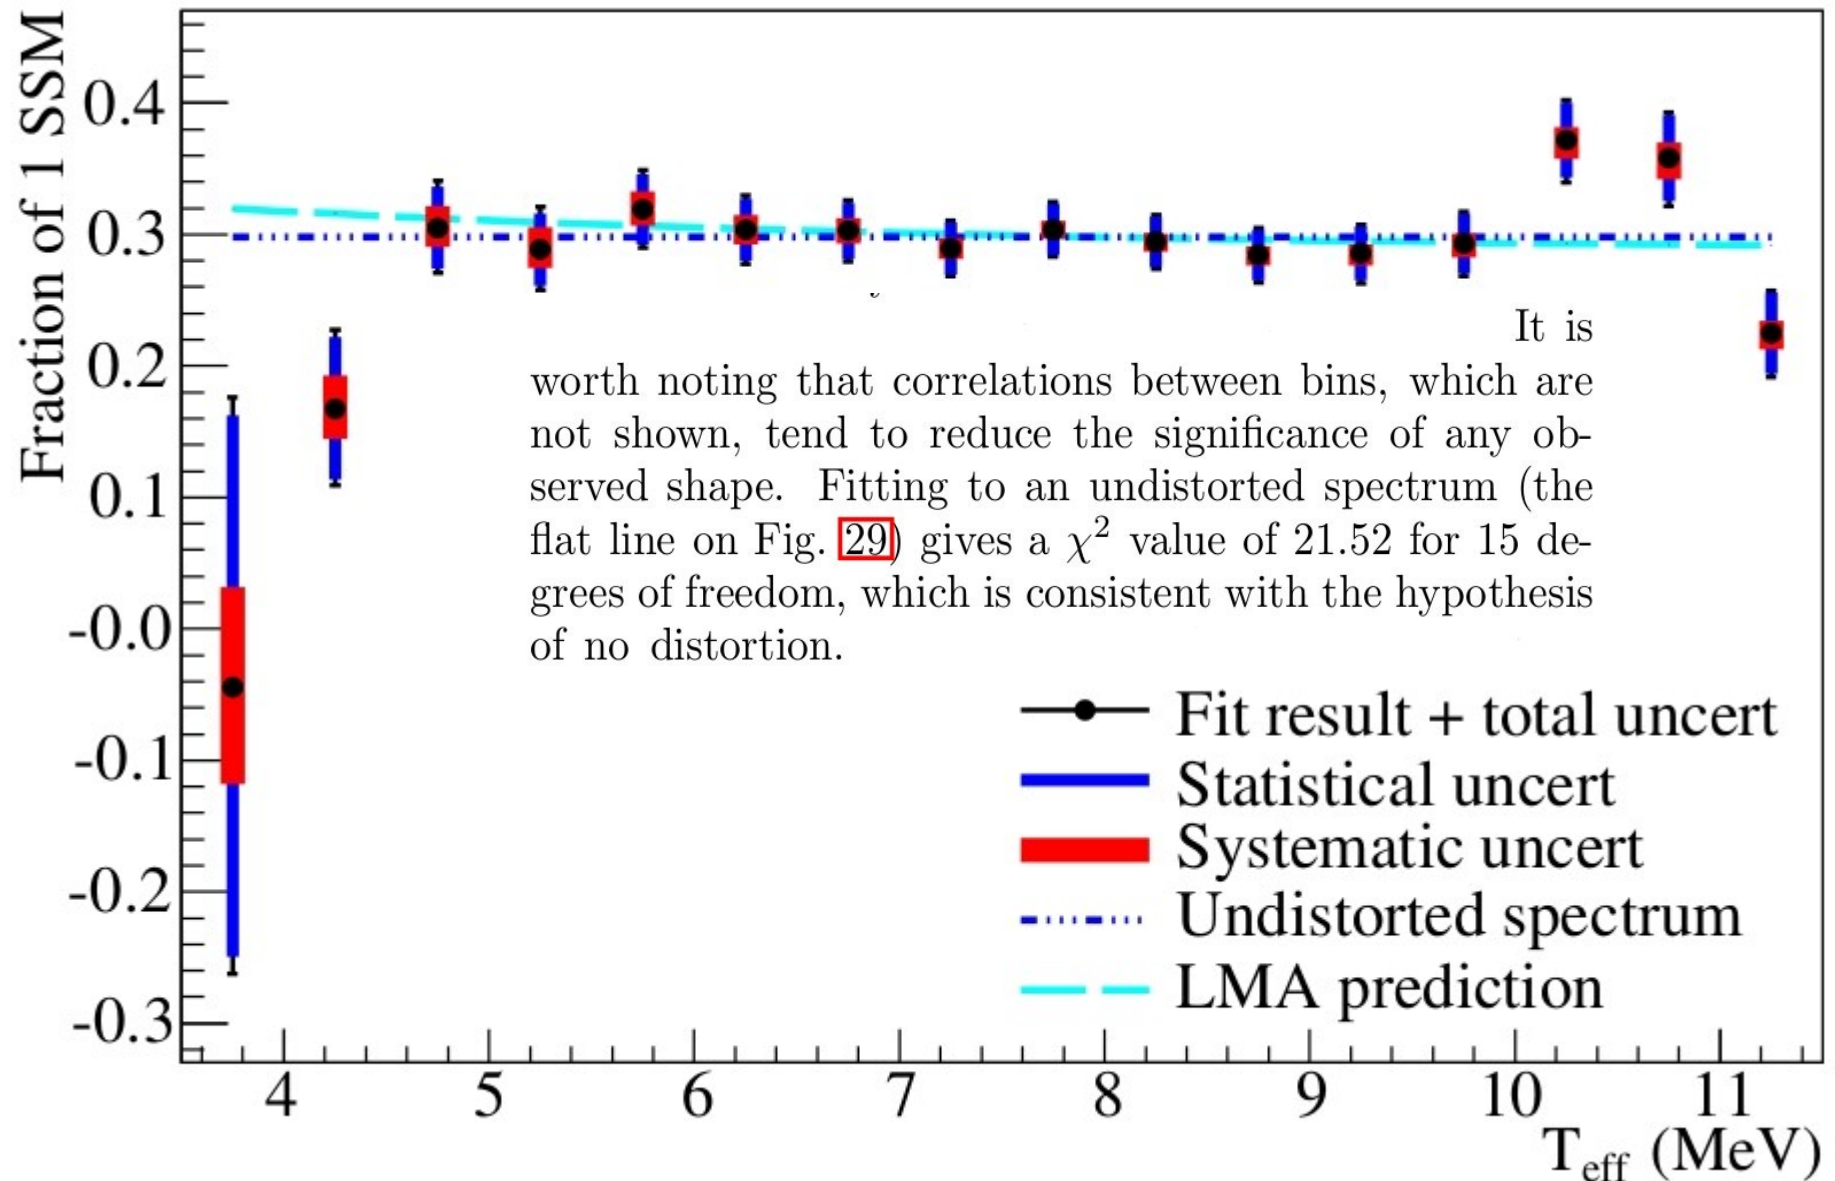 Fraction of 1 SSM
0.4
0.3
0.2
0.1
-0.0
-0.1
-0.2
-0.3
It is
worth noting that correlations between bins, which are
not shown, tend to reduce the significance of any ob-
served shape. Fitting to an undistorted spectrum (the
flat line on Fig. 29) gives a χ² value of 21.52 for 15 de-
grees of freedom, which is consistent with the hypothesis
of no distortion.
Fit result + total uncert
Statistical uncert
Systematic uncert
Undistorted spectrum
LMA prediction
4 5 6 7 8 9 10 11
T_eff (MeV)